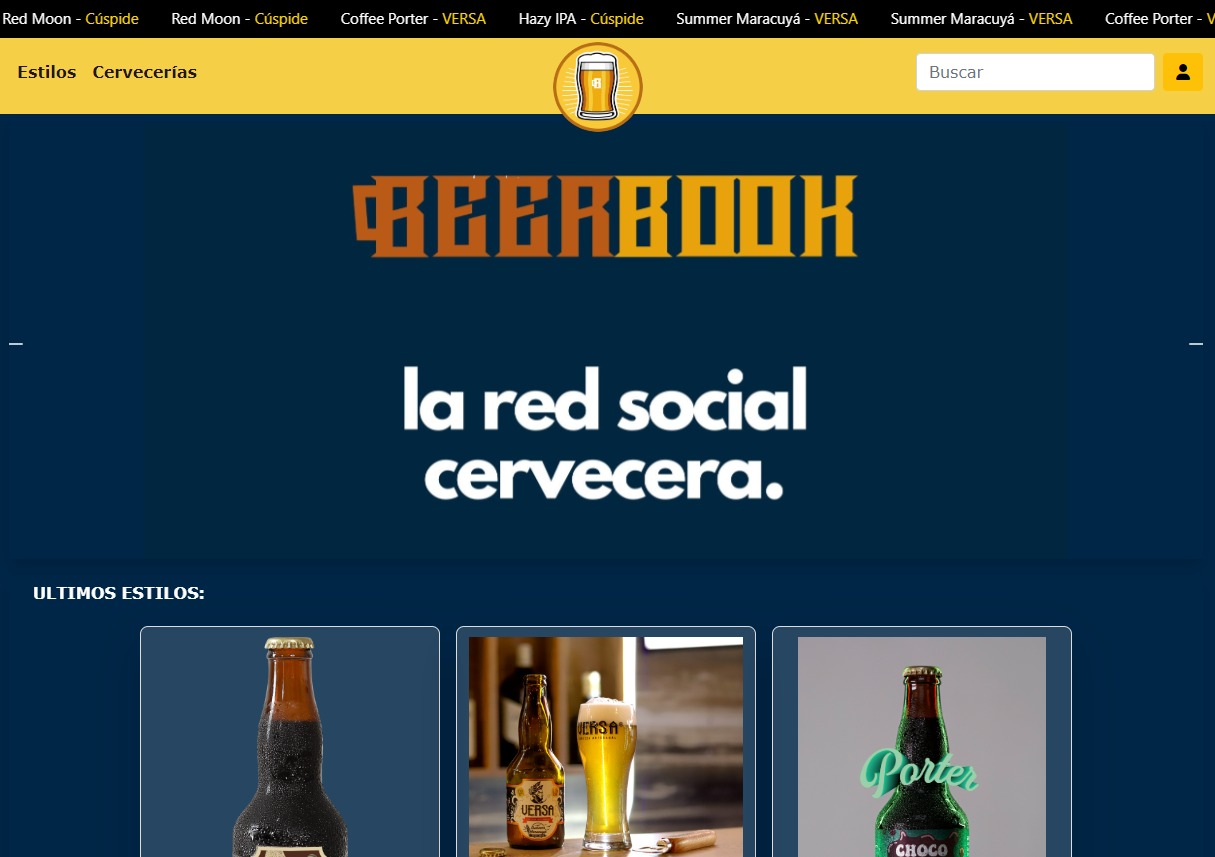 Red Moon - Cúspide Red Moon - Cúspide Coffee Porter - VERSA Hazy IPA - Cúspide Summer Maracuyá - VERSA Summer Maracuyá - VERSA Coffee Porter - V
Estilos Cervecerías Buscar
BEERBOOK
la red social
cervecera.
ULTIMOS ESTILOS:
VERSA
VERSA
Porter
CHOCO